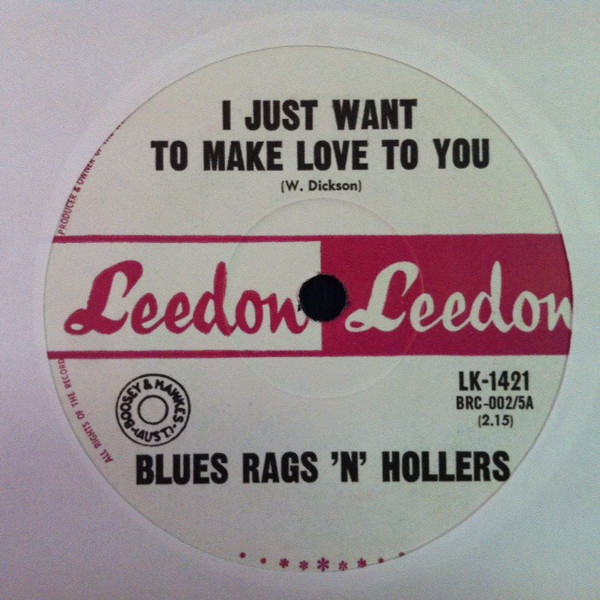 I JUST WANT
TO MAKE LOVE TO YOU
(W. Dickson)
PRODUCER & OWNER OF THE
Leedon Leedon
ALL RIGHTS OF THE RECORD
BOOSEY & HAWKES
(AUST.)
LK-1421
BRC-002/5A
(2.15)
BLUES RAGS 'N' HOLLERS